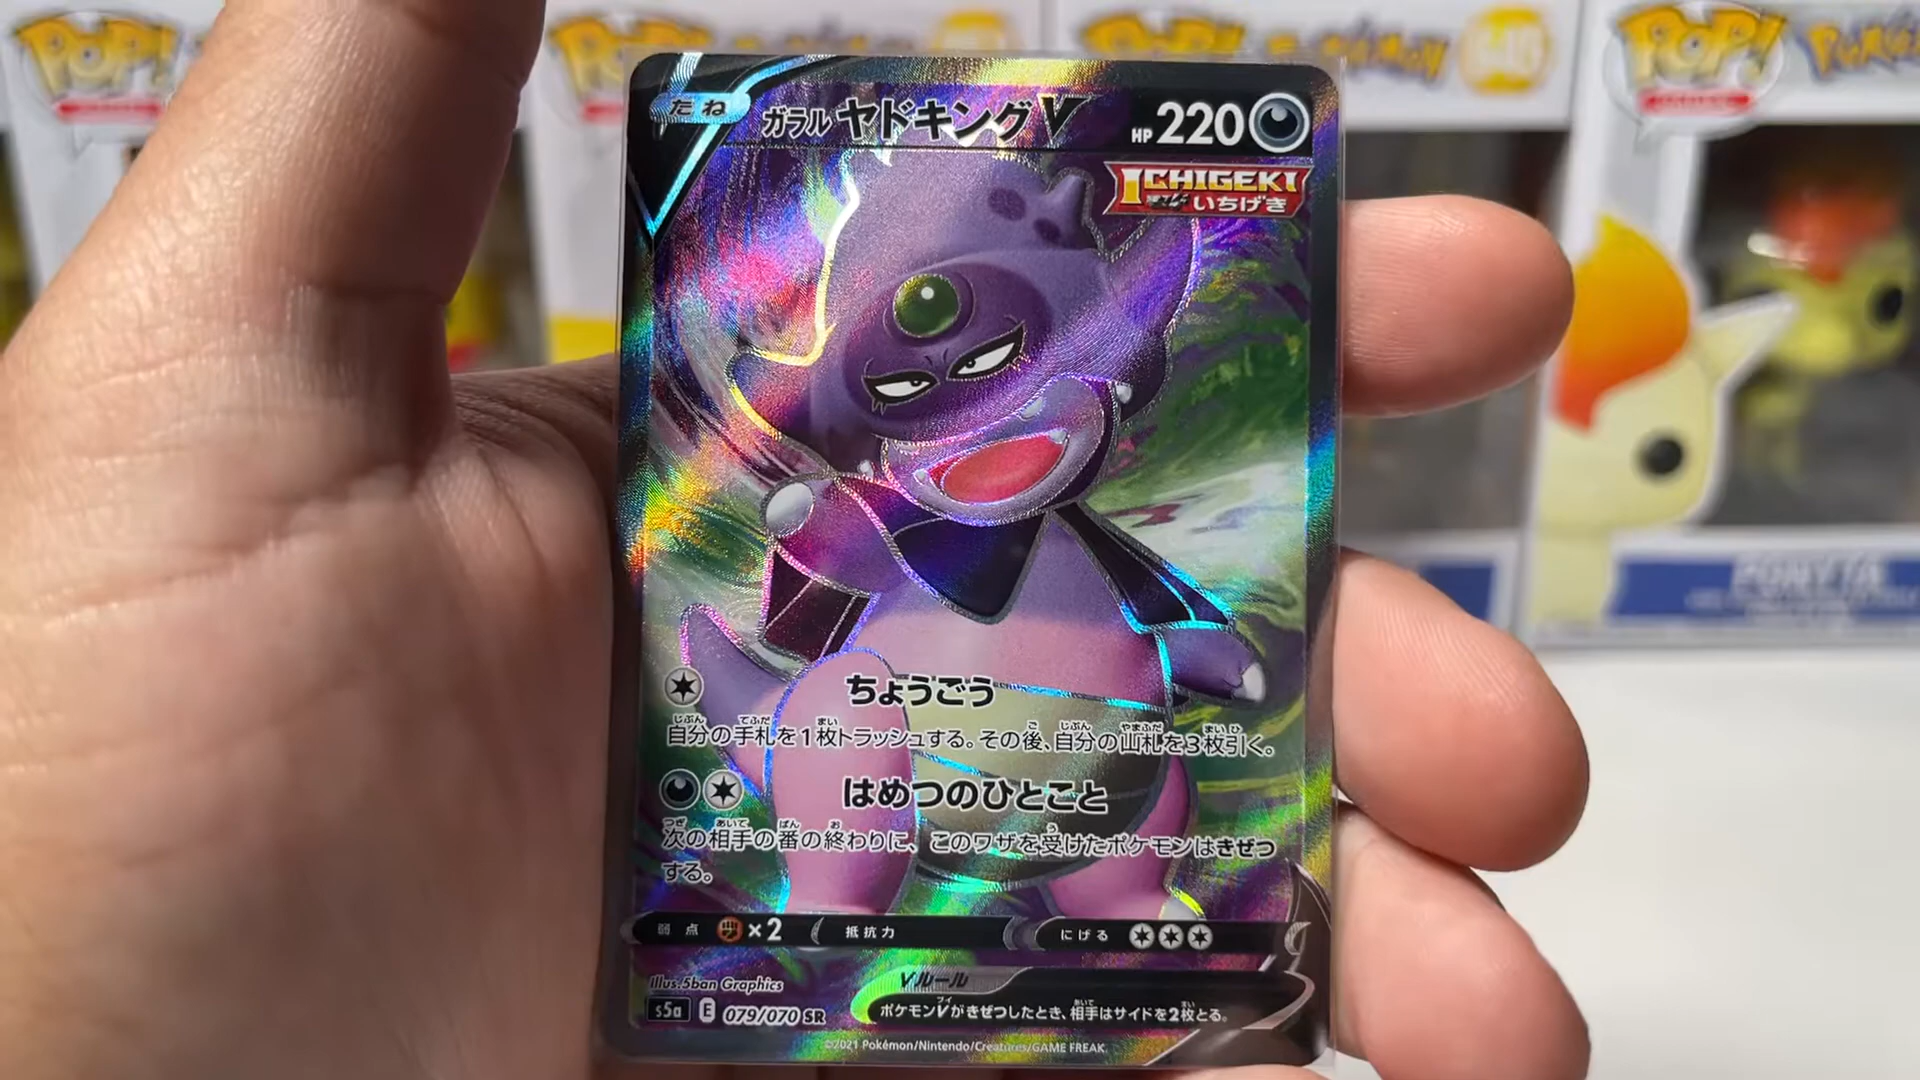 POP!
POP!
Pokémon
POP!
Pokémon
POP!
POKéMON
たね
ガラル ヤドキングV
HP 220
ICHIGEKI
いちげき
ちょうごう
自分の手札を1枚トラッシュする。その後、自分の山札を3枚引く。
はめつのひとこと
次の相手の番の終わりに、このワザを受けたポケモンはきぜつ
する。
弱点 ×2 抵抗力 にげる
Illus.5ban Graphics
Vルール
s5a E 079/070 SR
ポケモンVがきぜつしたとき、相手はサイドを2枚とる。
©2021 Pokémon/Nintendo/Creatures/GAME FREAK.
PONYTA